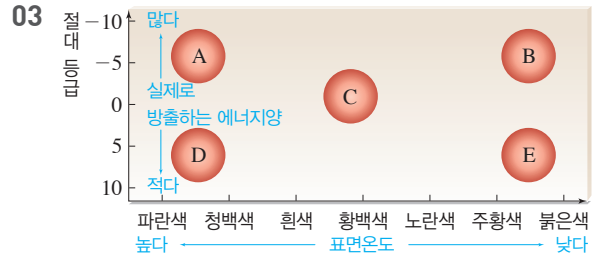 03
절대 등급
-10
-5
0
5
10
많다
실제로
방출하는 에너지양
적다
A
B
C
D
E
파란색 청백색 흰색 황백색 노란색 주황색 붉은색
높다 표면온도 낮다